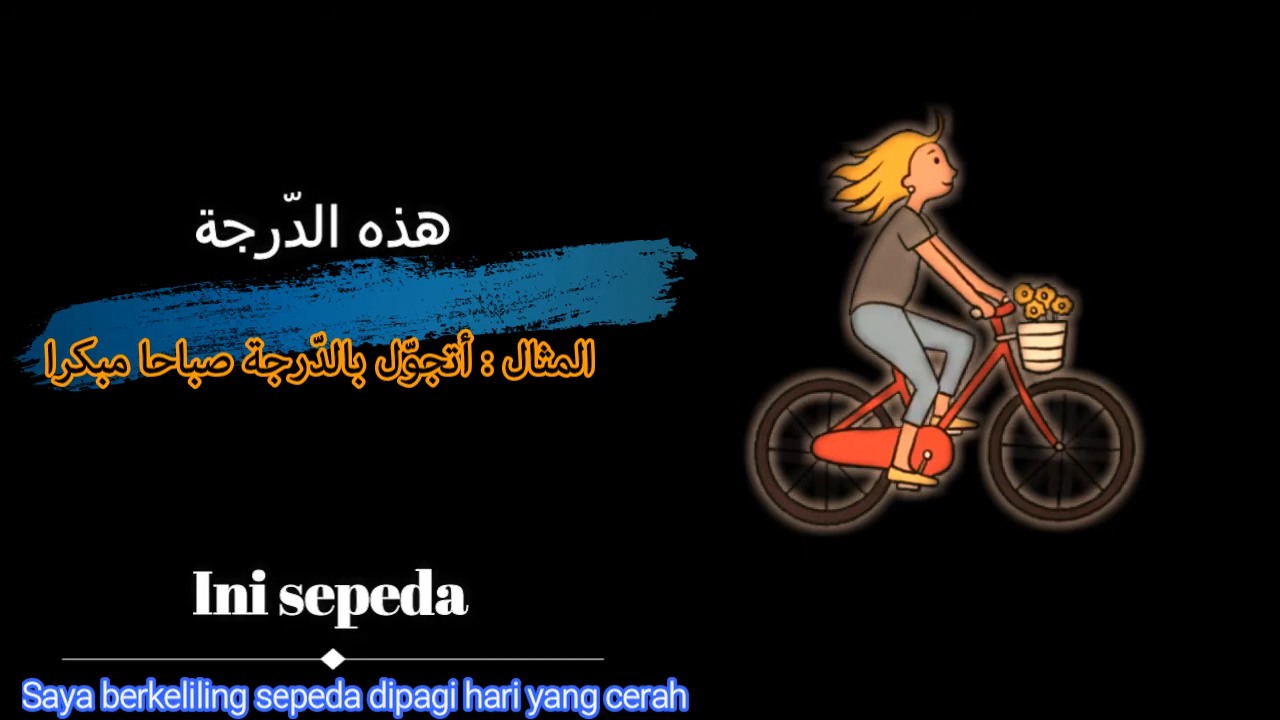 هذه الدّرجة
المثال : أتجوّل بالدّرجة صباحا مبكرا
Ini sepeda
Saya berkeliling sepeda dipagi hari yang cerah